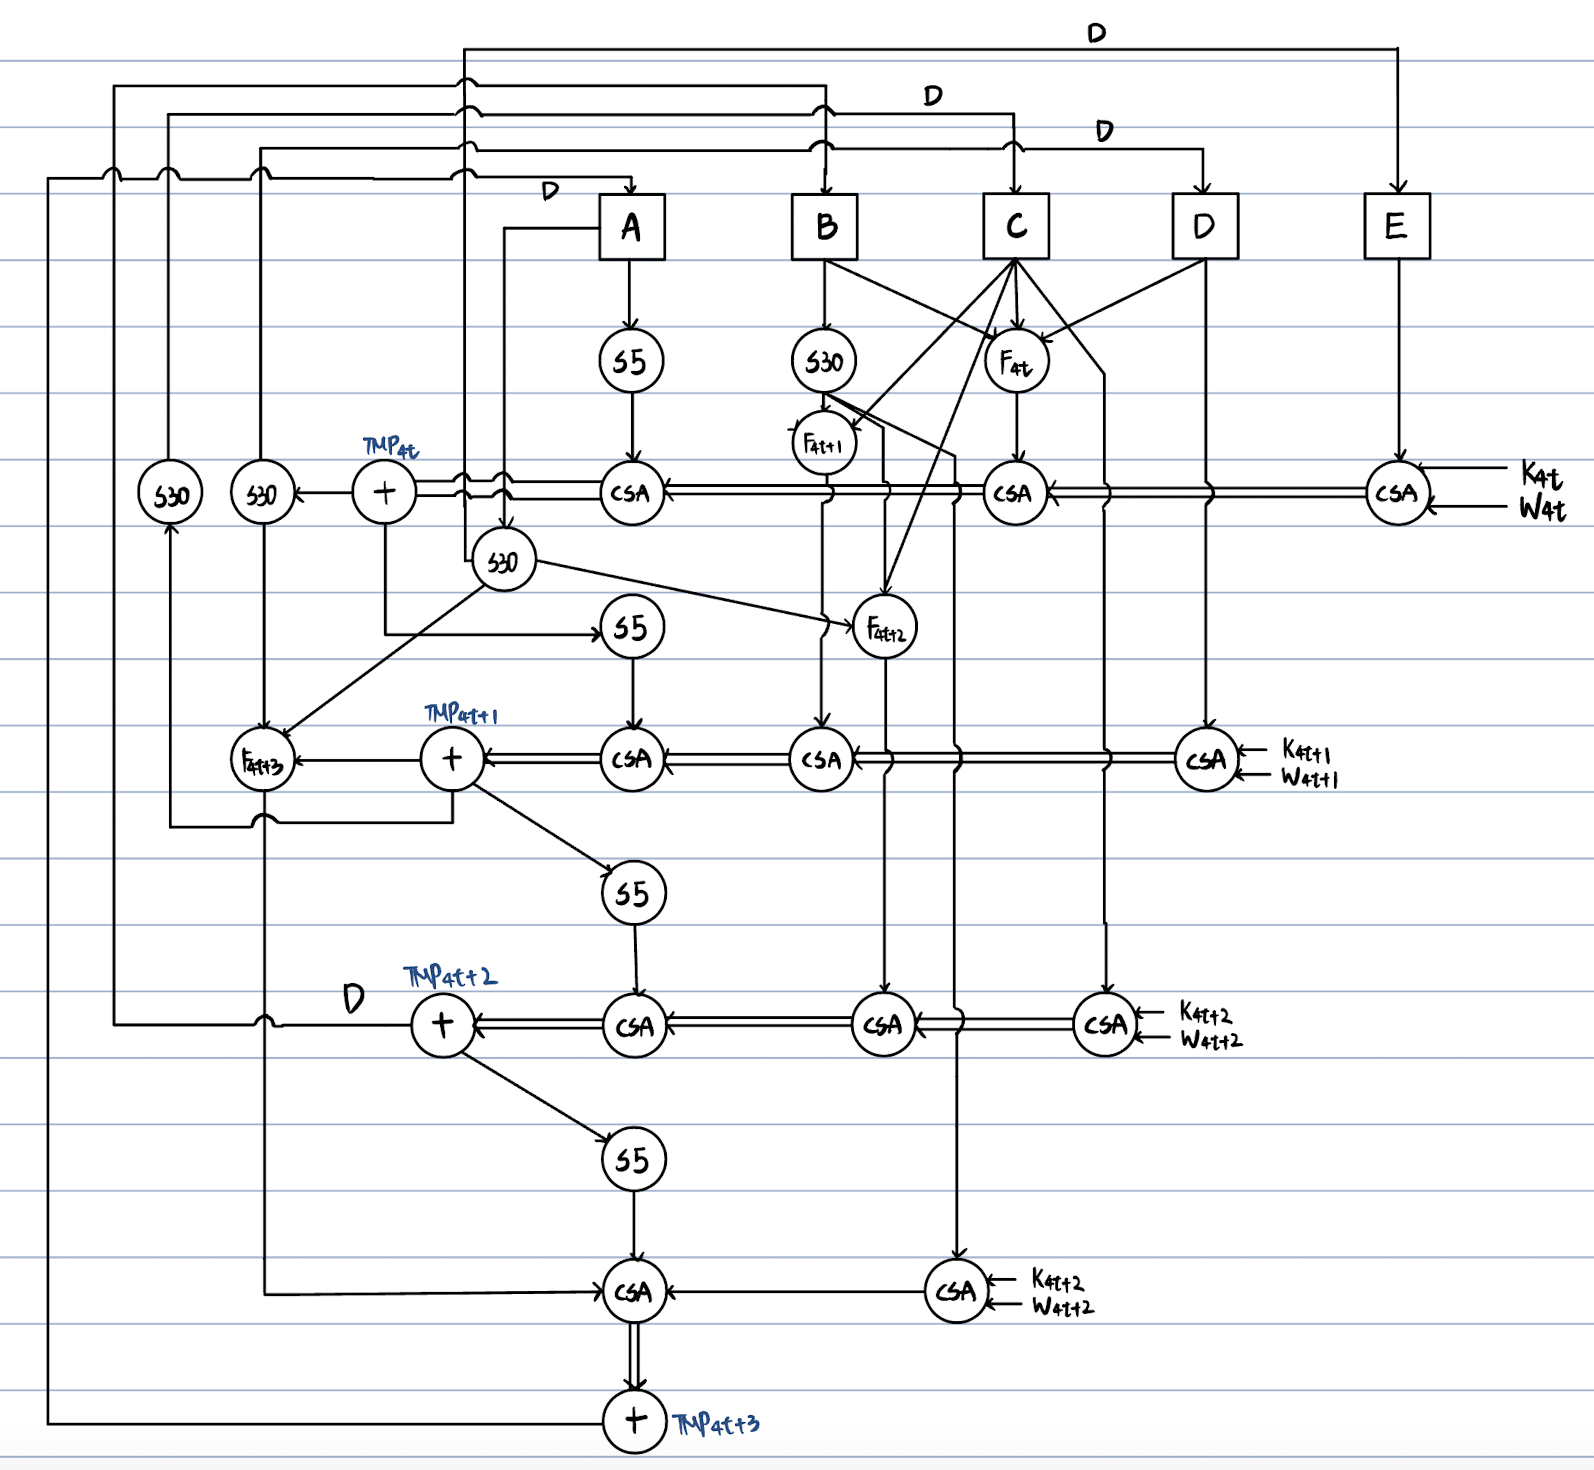 D
D
D
D
A B C D E
S5 S30 F4t
TMP4t F4t+1
S30 S30 + CSA CSA CSA K4t
W4t
S30
S5 F4t+2
TMP4t+1
F4t+3 + CSA CSA CSA K4t+1
W4t+1
S5
TMP4t+2
D + CSA CSA CSA K4t+2
W4t+2
S5
CSA CSA K4t+2
W4t+2
+ TMP4t+3